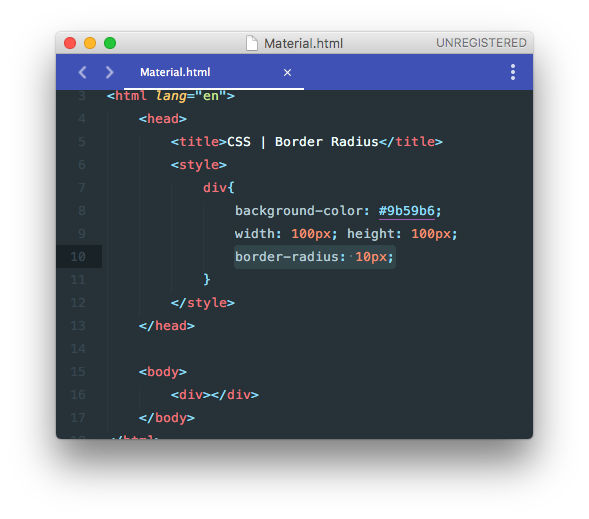 Material.html
UNREGISTERED
Material.html ×
3 <html lang="en">
4 <head>
5 <title>CSS | Border Radius</title>
6 <style>
7 div{
8 background-color: #9b59b6;
9 width: 100px; height: 100px;
10 border-radius: 10px;
11 }
12 </style>
13 </head>
14
15 <body>
16 <div></div>
17 </body>
18 </html>